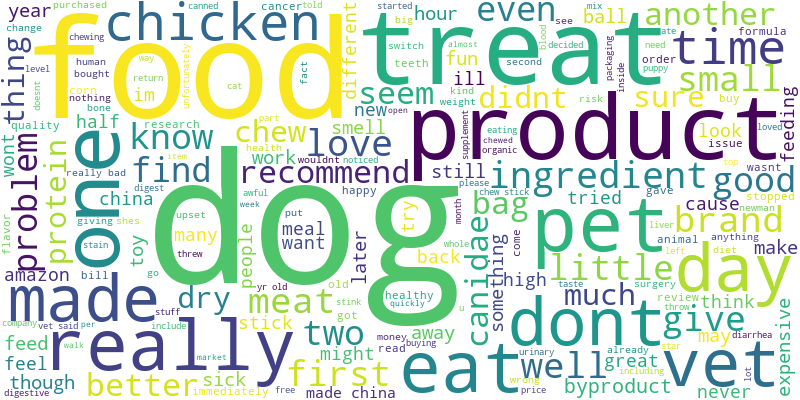 year
purchased
canned
cancer
told
started
big
see
mix
ate
another
change
chewing
chicken
hour
even
ball
formula
level
human
way
almost
switch
decided
need
time
bought
return
teeth
second
packaging
order
food
treat
fun
blood
puppy
thing
corn
im
fact
different
kind
ill
small
inside
nothing
cat
weight
risk
buy
doesnt
bone
unfortunately
seem
didnt
sure
quality
half
research
part
new
open
product
look
loved
feeding
wont
know
chew
smell
health
love
supplement
eating
chewed
organic
issue
one
item
work
wouldnt
noticed
still
top
wasnt
problem
protein
really bad
find
recommend
ingredient
good
china
digest
awful
happy
please
chew stick
tried
gave
cause
stopped
flavor
giving
shes
week
try
month
bag
newman
toy
upset
put
meal
want
dog
pet
brand
stain
many
people
later
whole
liver
animal
anything
amazon
bill
go
threw
back
come
canidae
something
little
day
diet
make
dry
yr old
old
healthy
quickly
high
left
surgery
made
meat
stink
got
u
much
taste
review
think
throw
company
vet said
per
stuff
include
stick
two
away
dont
give
may
diarrhea
feed
walk
really
money
buying
urinary
already
star
vet
expensive
feel
might
read
eat
well
great
including
lot
though
market
first
wrong
byproduct
never
digestive
better
sick
immediately
made china
free
price